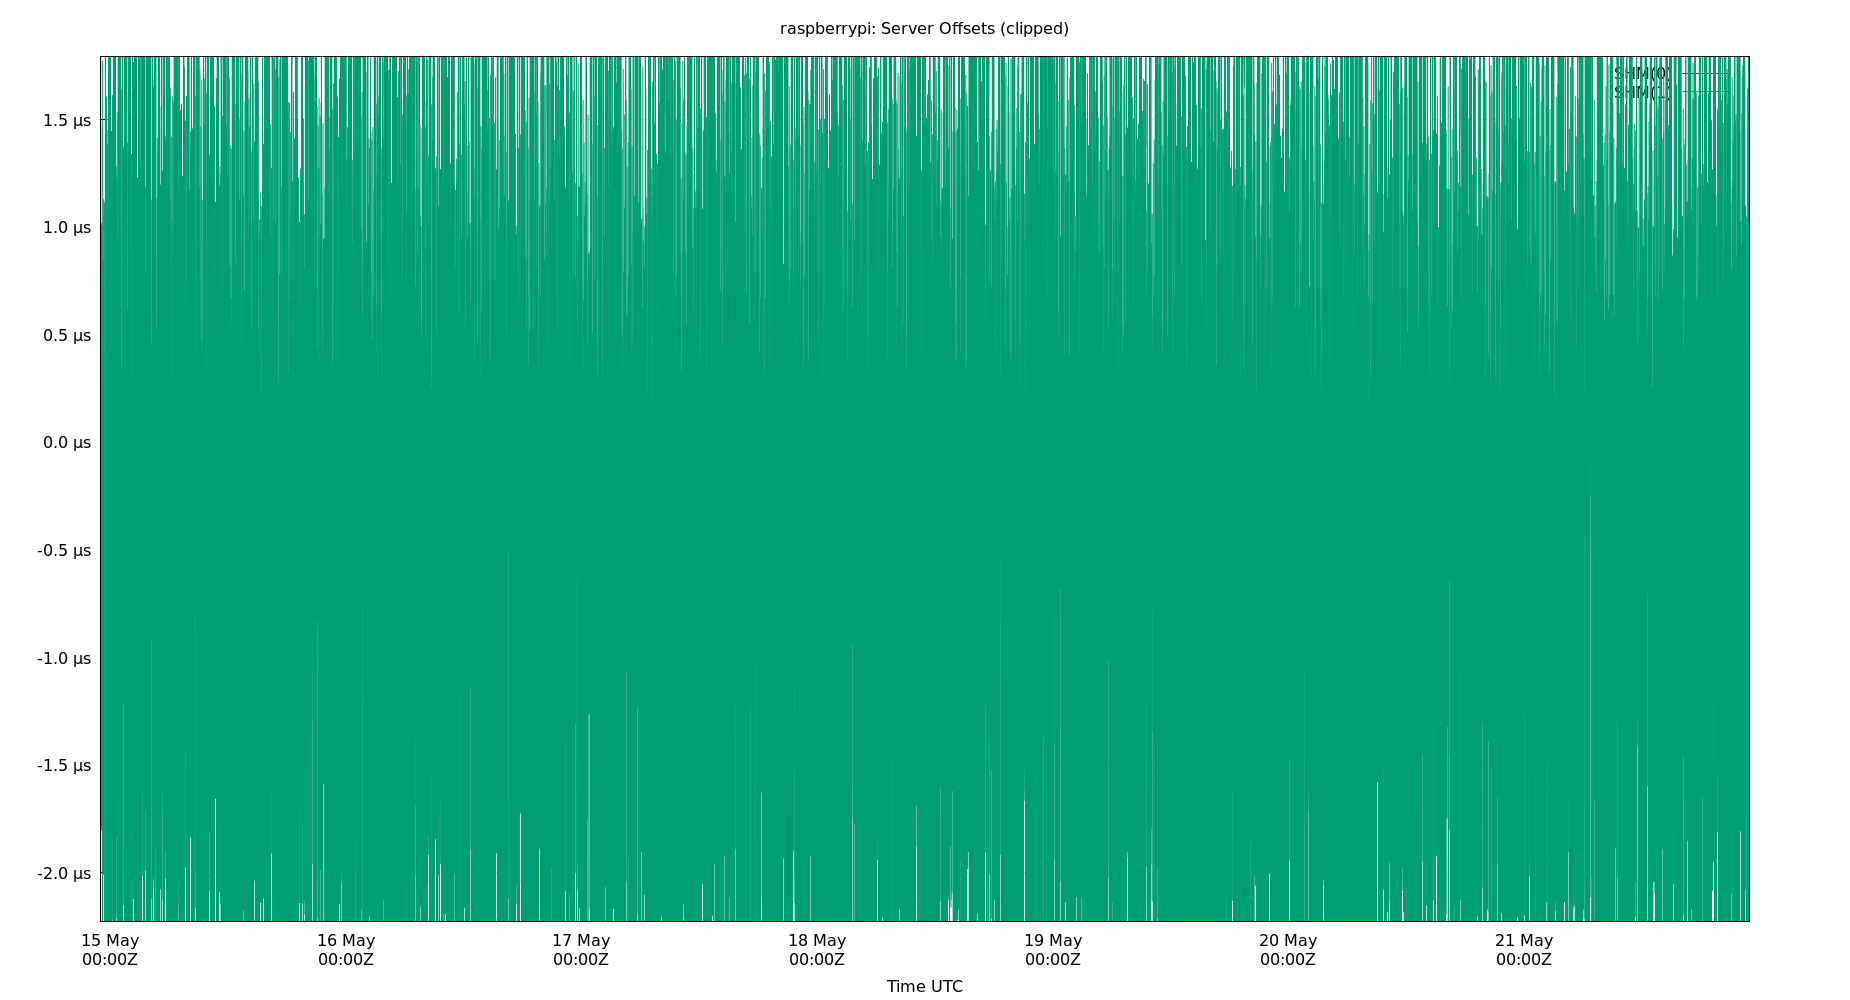 raspberrypi: Server Offsets (clipped)
SHM(0)
SHM(1)
1.5 µs
1.0 µs
0.5 µs
0.0 µs
-0.5 µs
-1.0 µs
-1.5 µs
-2.0 µs
15 May 16 May 17 May 18 May 19 May 20 May 21 May
00:00Z 00:00Z 00:00Z 00:00Z 00:00Z 00:00Z 00:00Z
Time UTC